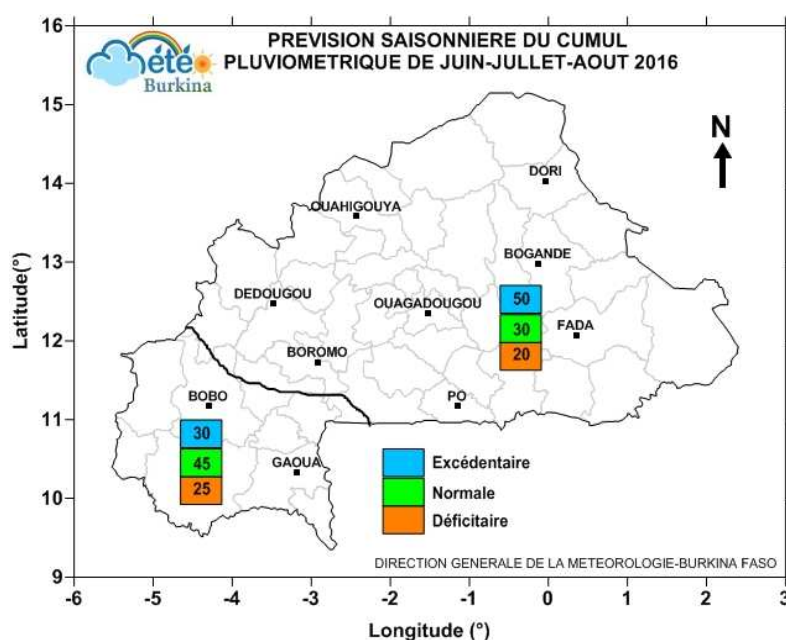 PREVISION SAISONNIERE DU CUMUL
PLUVIOMETRIQUE DE JUIN-JULLET-AOUT 2016
Météo
Burkina
N
DORI
OUAHIGOUYA
BOGANDE
DEDOUGOU
OUAGADOUGOU
50
30
20
FADA
BOROMO
BOBO
PO
30
45
25
GAOUA
Excédentaire
Normale
Déficitaire
DIRECTION GENERALE DE LA METEOROLOGIE-BURKINA FASO
Latitude(°)
16
15
14
13
12
11
10
9
-6 -5 -4 -3 -2 -1 0 1 2 3
Longitude (°)